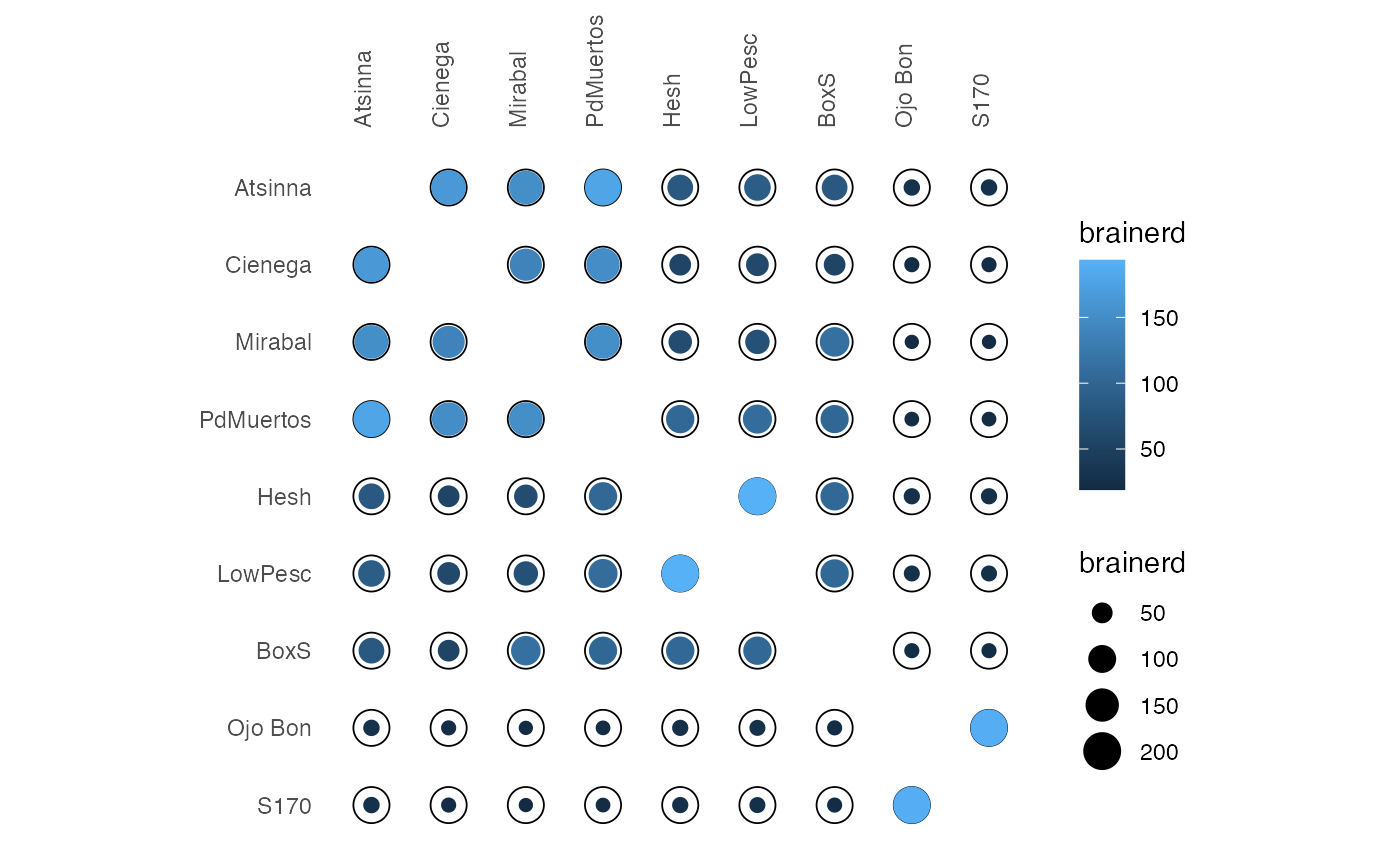 Atsinna
Cienega
Mirabal
PdMuertos
Hesh
LowPesc
BoxS
Ojo Bon
S170
Atsinna
Cienega
Mirabal
PdMuertos
Hesh
LowPesc
BoxS
Ojo Bon
S170
brainerd
150
100
50
brainerd
50
100
150
200